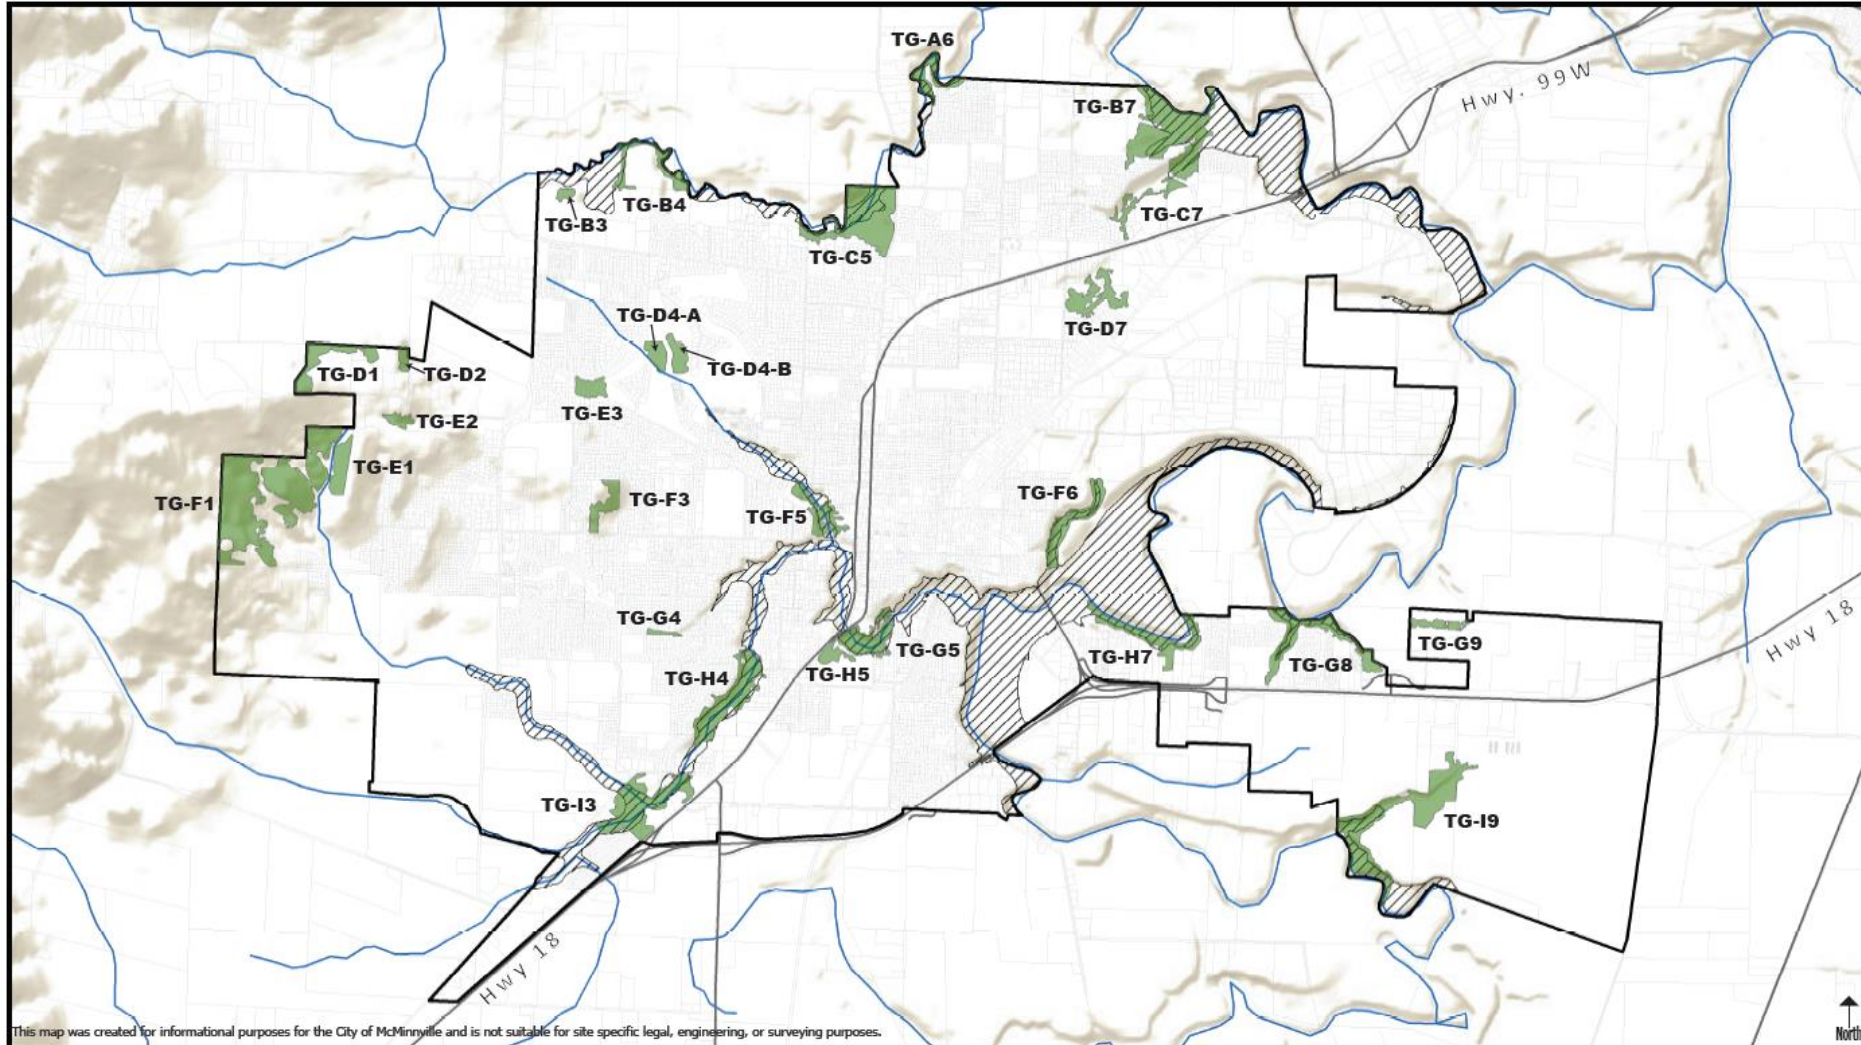 TG-A6
Hwy. 99W
TG-B7
TG-B4
TG-B3
TG-C7
TG-C5
TG-D4-A
TG-D7
TG-D4-B
TG-D1
TG-D2
TG-E3
TG-E2
TG-E1
TG-F1
TG-F3
TG-F6
TG-F5
TG-G4
TG-G5
TG-G9
TG-H7
TG-G8
Hwy 18
TG-H5
TG-H4
TG-I3
TG-I9
Hwy 18
This map was created for informational purposes for the City of McMinnville and is not suitable for site specific legal, engineering, or surveying purposes.
North